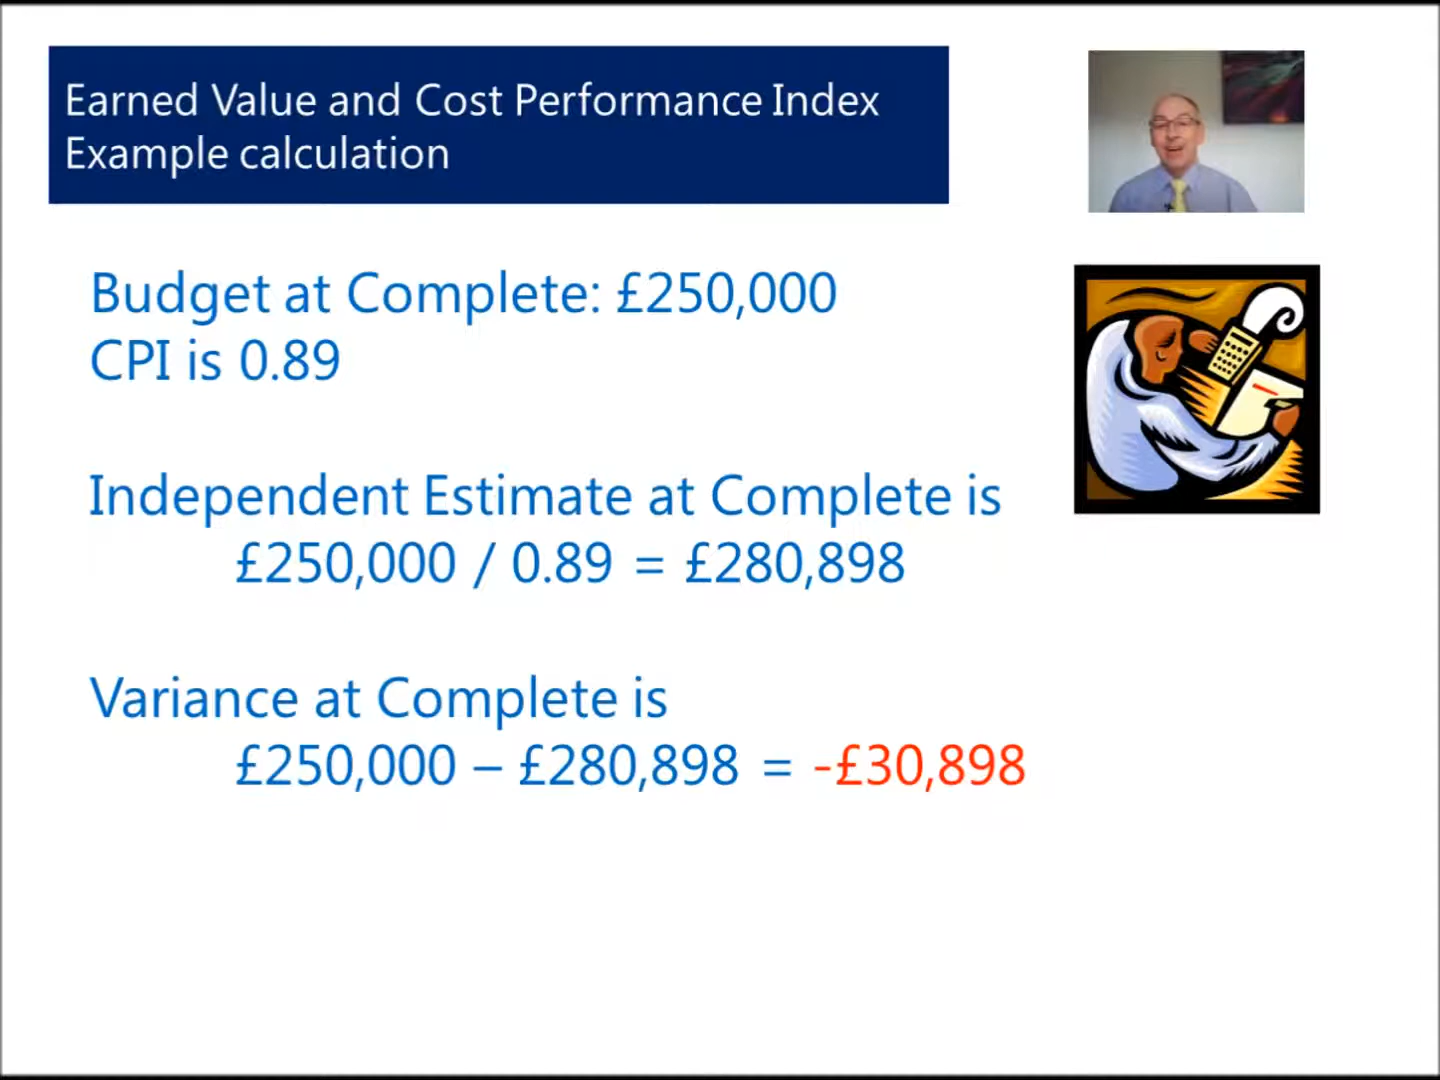 Earned Value and Cost Performance Index
Example calculation
Budget at Complete: £250,000
CPI is 0.89
Independent Estimate at Complete is
£250,000 / 0.89 = £280,898
Variance at Complete is
£250,000 – £280,898 = -£30,898